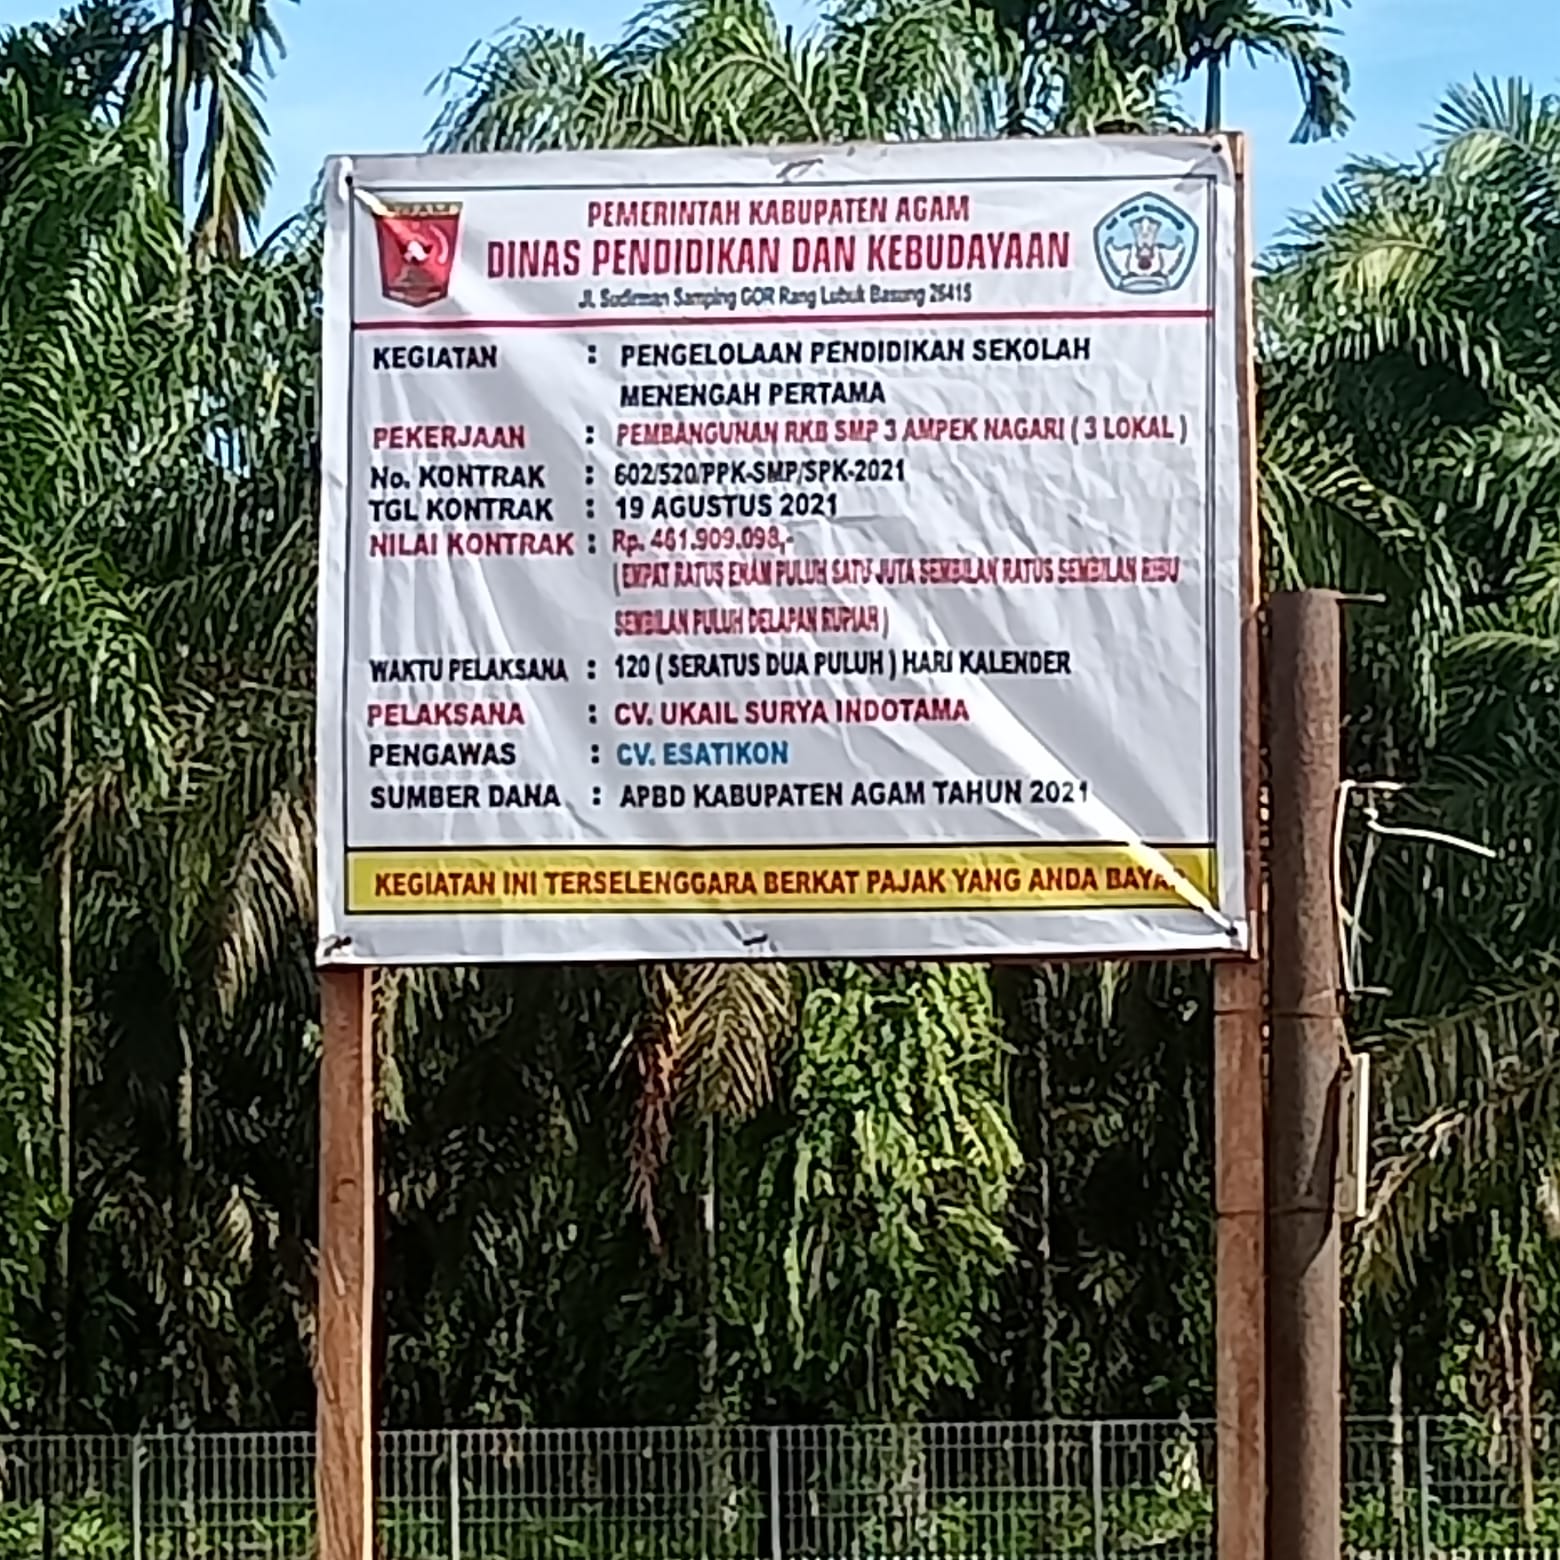 PEMERINTAH KABUPATEN AGAM
DINAS PENDIDIKAN DAN KEBUDAYAAN
Jl. Sudirman Samping GOR Rang Lubuk Basung 26415
KEGIATAN : PENGELOLAAN PENDIDIKAN SEKOLAH
MENENGAH PERTAMA
PEKERJAAN : PEMBANGUNAN RKB SMP 3 AMPEK NAGARI ( 3 LOKAL )
No. KONTRAK : 602/520/PPK-SMP/SPK-2021
TGL KONTRAK : 19 AGUSTUS 2021
NILAI KONTRAK : Rp. 461.909.098,-
( EMPAT RATUS ENAM PULUH SATU JUTA SEMBILAN RATUS SEMBILAN RIBU
SEMBILAN PULUH DELAPAN RUPIAH )
WAKTU PELAKSANA : 120 ( SERATUS DUA PULUH ) HARI KALENDER
PELAKSANA : CV. UKAIL SURYA INDOTAMA
PENGAWAS : CV. ESATIKON
SUMBER DANA : APBD KABUPATEN AGAM TAHUN 2021
KEGIATAN INI TERSELENGGARA BERKAT PAJAK YANG ANDA BAYAR